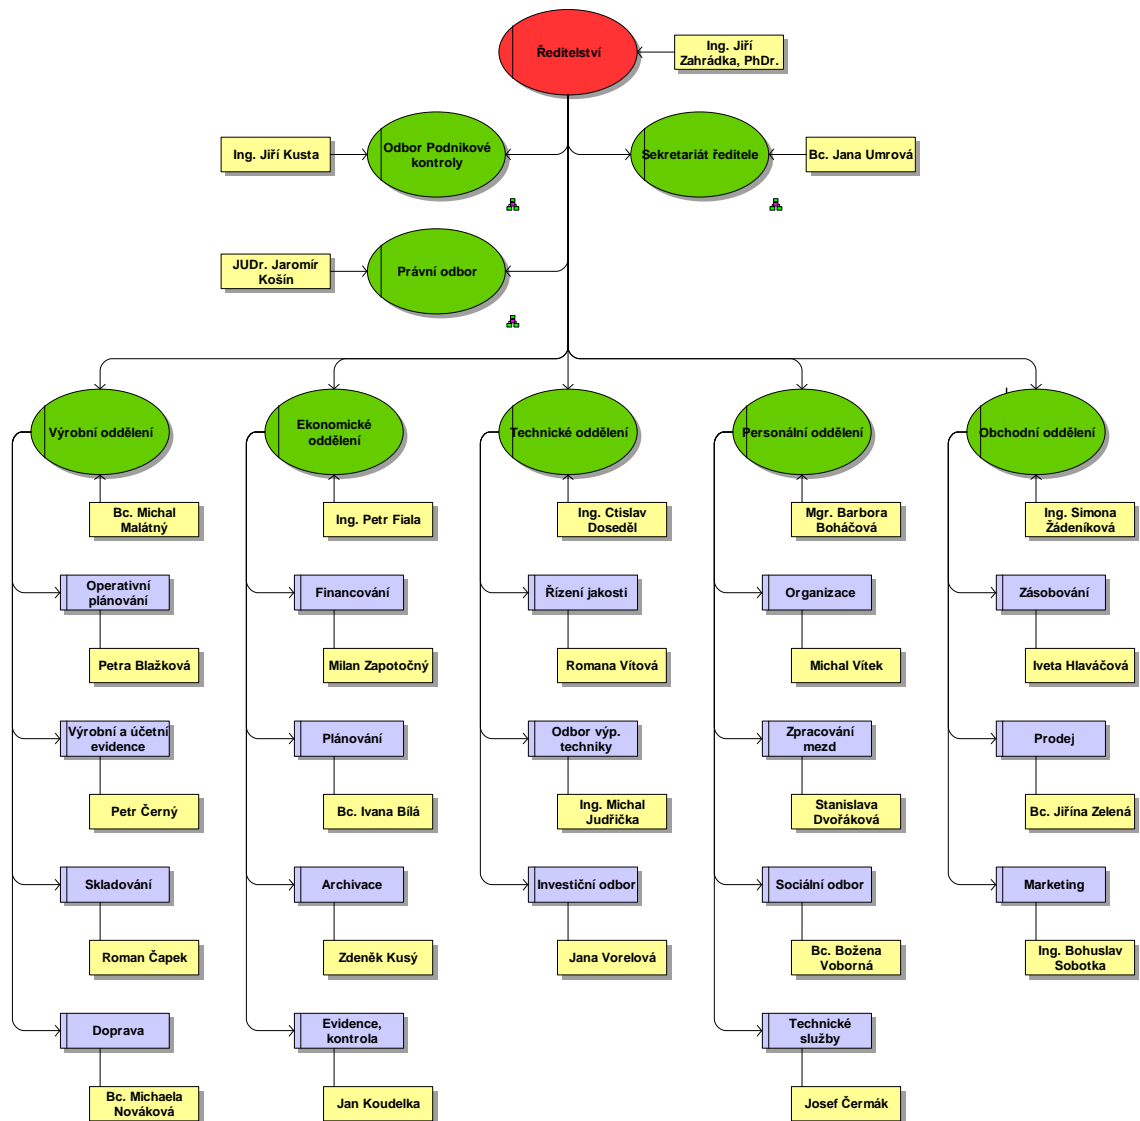 Ředitelství
Ing. Jiří
Zahrádka, PhDr.
Ing. Jiří Kusta
Odbor Podnikové
kontroly
Sekretariát ředitele
Bc. Jana Umrová
JUDr. Jaromír
Košín
Právní odbor
Výrobní oddělení
Ekonomické
oddělení
Technické oddělení
Personální oddělení
Obchodní oddělení
Bc. Michal
Malátný
Ing. Petr Fiala
Ing. Ctislav
Doseděl
Mgr. Barbora
Boháčová
Ing. Simona
Žádeníková
Operativní
plánování
Financování
Řízení jakosti
Organizace
Zásobování
Petra Blažková
Milan Zapotočný
Romana Vítová
Michal Vítek
Iveta Hlaváčová
Výrobní a účetní
evidence
Plánování
Odbor výp.
techniky
Zpracování
mezd
Prodej
Petr Černý
Bc. Ivana Bílá
Ing. Michal
Judřička
Stanislava
Dvořáková
Bc. Jiřína Zelená
Skladování
Archivace
Investiční odbor
Sociální odbor
Marketing
Roman Čapek
Zdeněk Kusý
Jana Vorelová
Bc. Božena
Voborná
Ing. Bohuslav
Sobotka
Doprava
Evidence,
kontrola
Technické
služby
Bc. Michaela
Nováková
Jan Koudelka
Josef Čermák